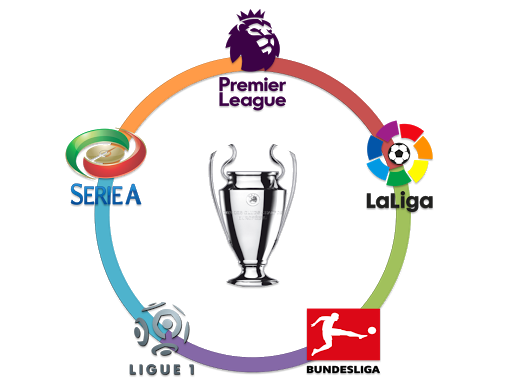 Premier
League
SERIE A
LaLiga
LIGUE 1
BUNDESLIGA